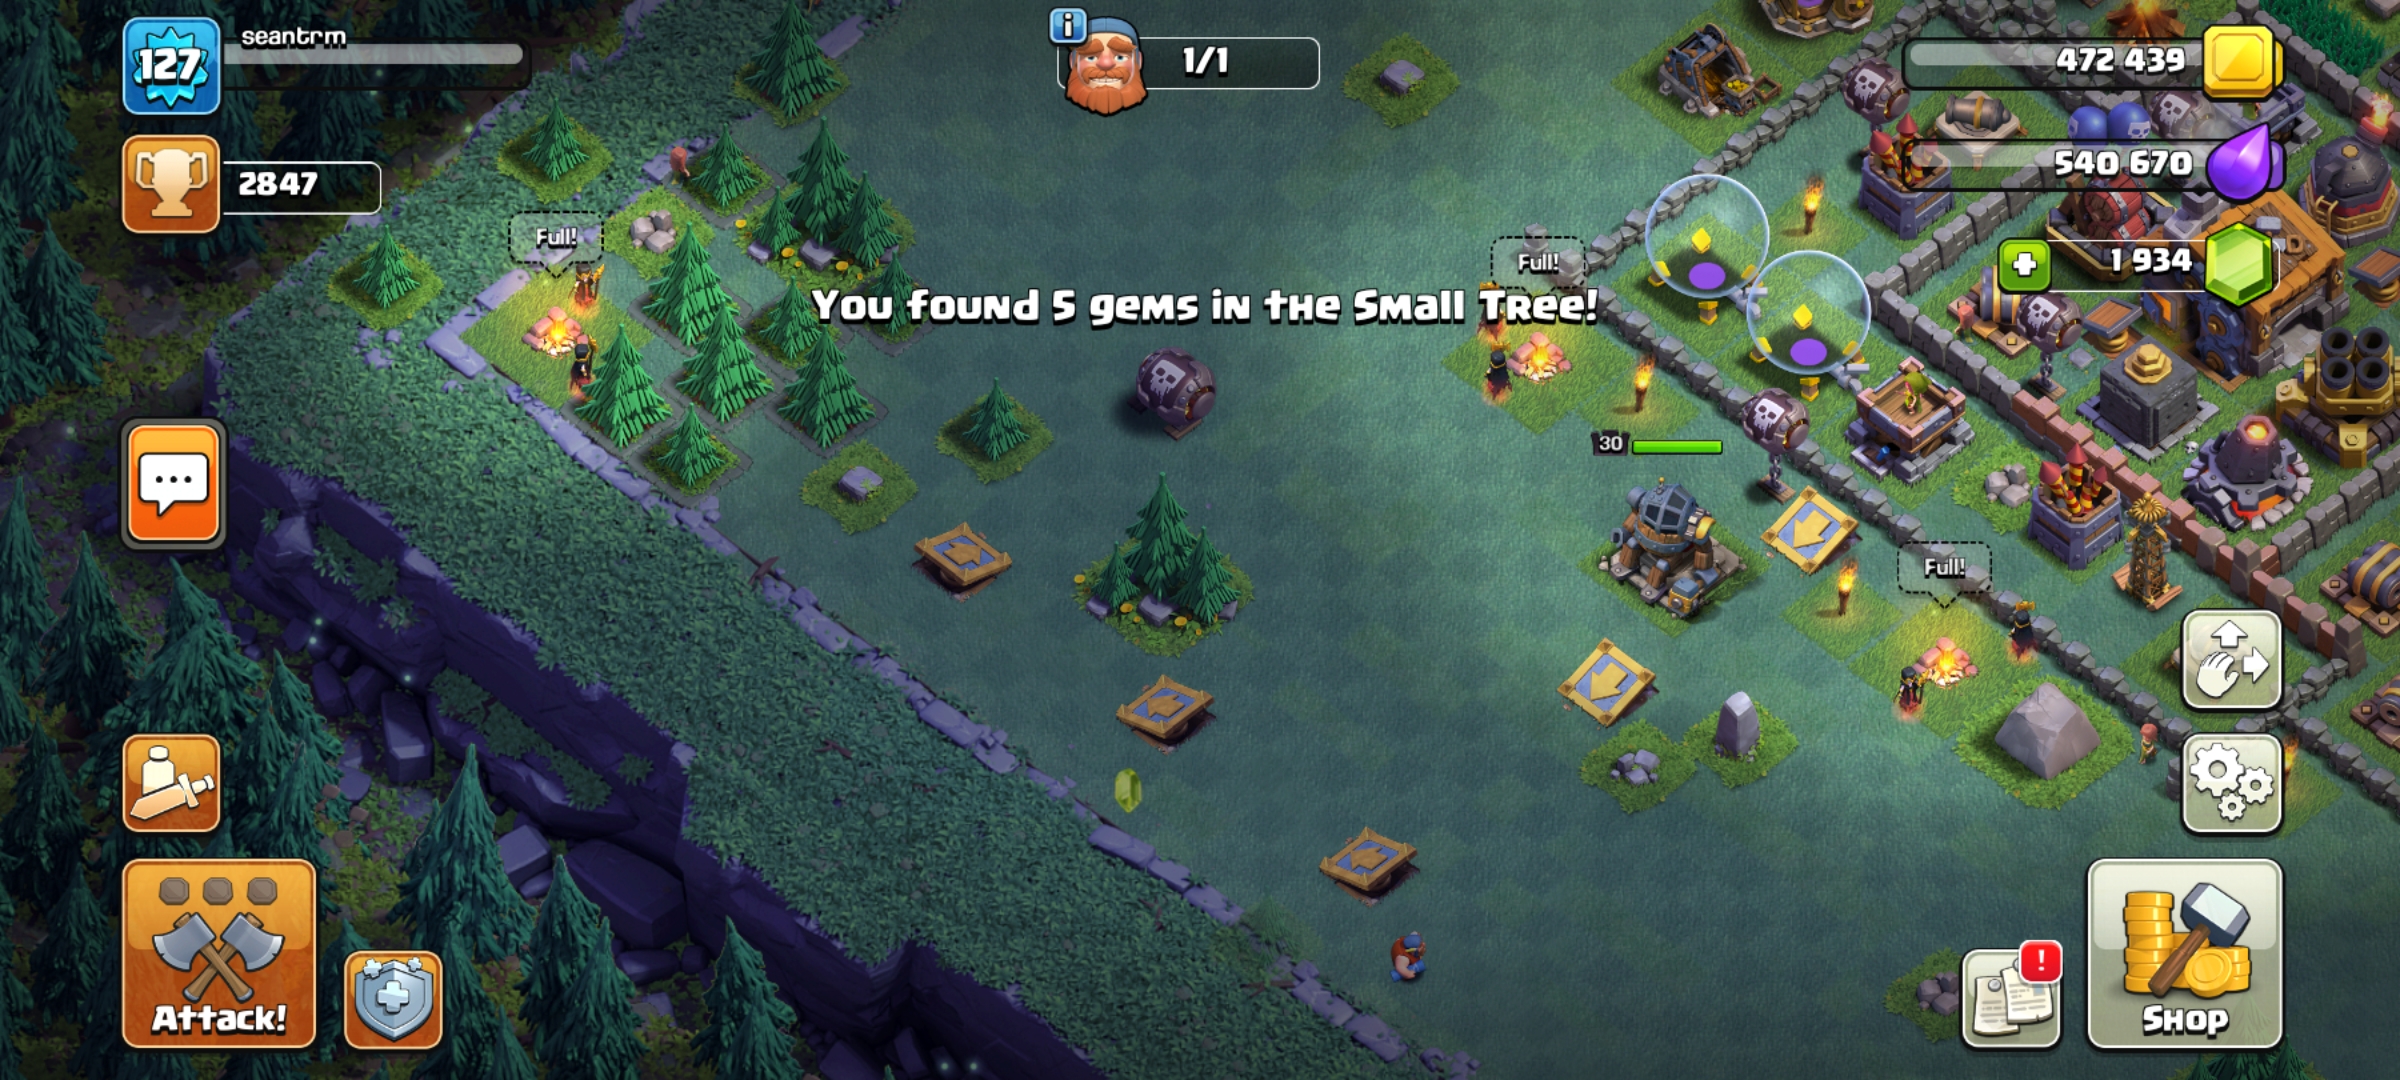 127
seantrm
1/1
472 439
2847
540 670
Full!
Full!
1 934
You found 5 gems in the Small Tree!
30
Full!
!
Attack!
Shop